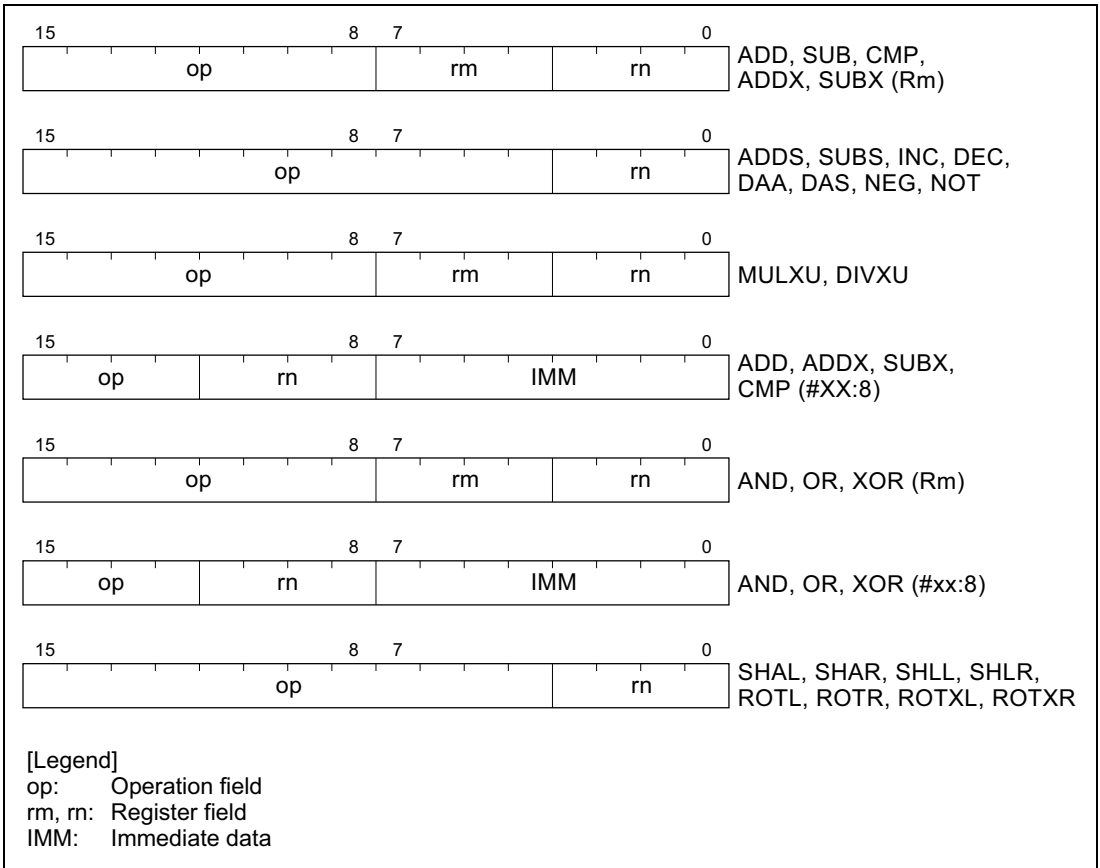 15 8 7 0
op rm rn
ADD, SUB, CMP,
ADDX, SUBX (Rm)
15 8 7 0
op rn
ADDS, SUBS, INC, DEC,
DAA, DAS, NEG, NOT
15 8 7 0
op rm rn
MULXU, DIVXU
15 8 7 0
op rn IMM
ADD, ADDX, SUBX,
CMP (#XX:8)
15 8 7 0
op rm rn
AND, OR, XOR (Rm)
15 8 7 0
op rn IMM
AND, OR, XOR (#xx:8)
15 8 7 0
op rn
SHAL, SHAR, SHLL, SHLR,
ROTL, ROTR, ROTXL, ROTXR
[Legend]
op: Operation field
rm, rn: Register field
IMM: Immediate data